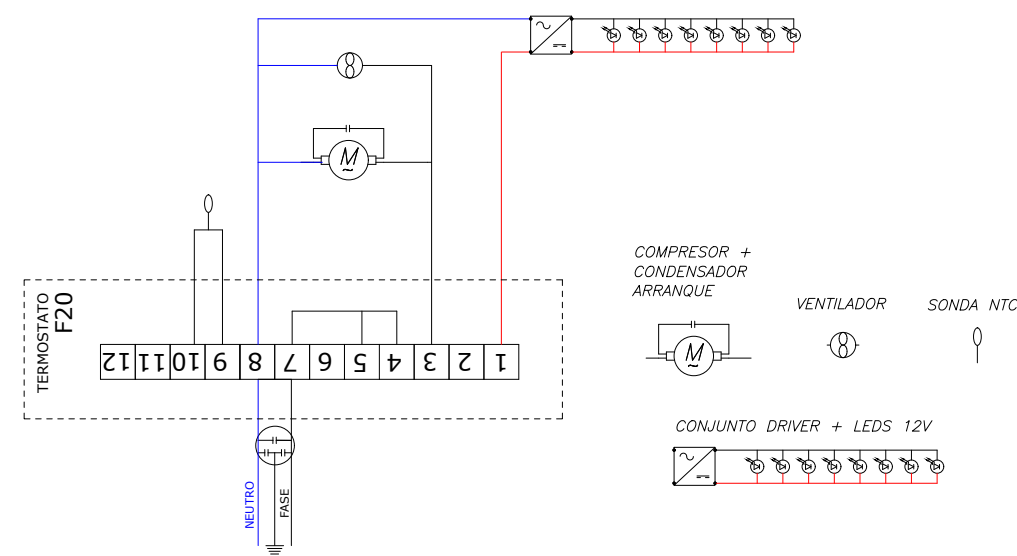 COMPRESOR +
CONDENSADOR
ARRANQUE
VENTILADOR
SONDA NTC
M
M
TERMOSTATO
F20
12 11 10 9 8 7 6 5 4 3 2 1
CONJUNTO DRIVER + LEDS 12V
NEUTRO
FASE